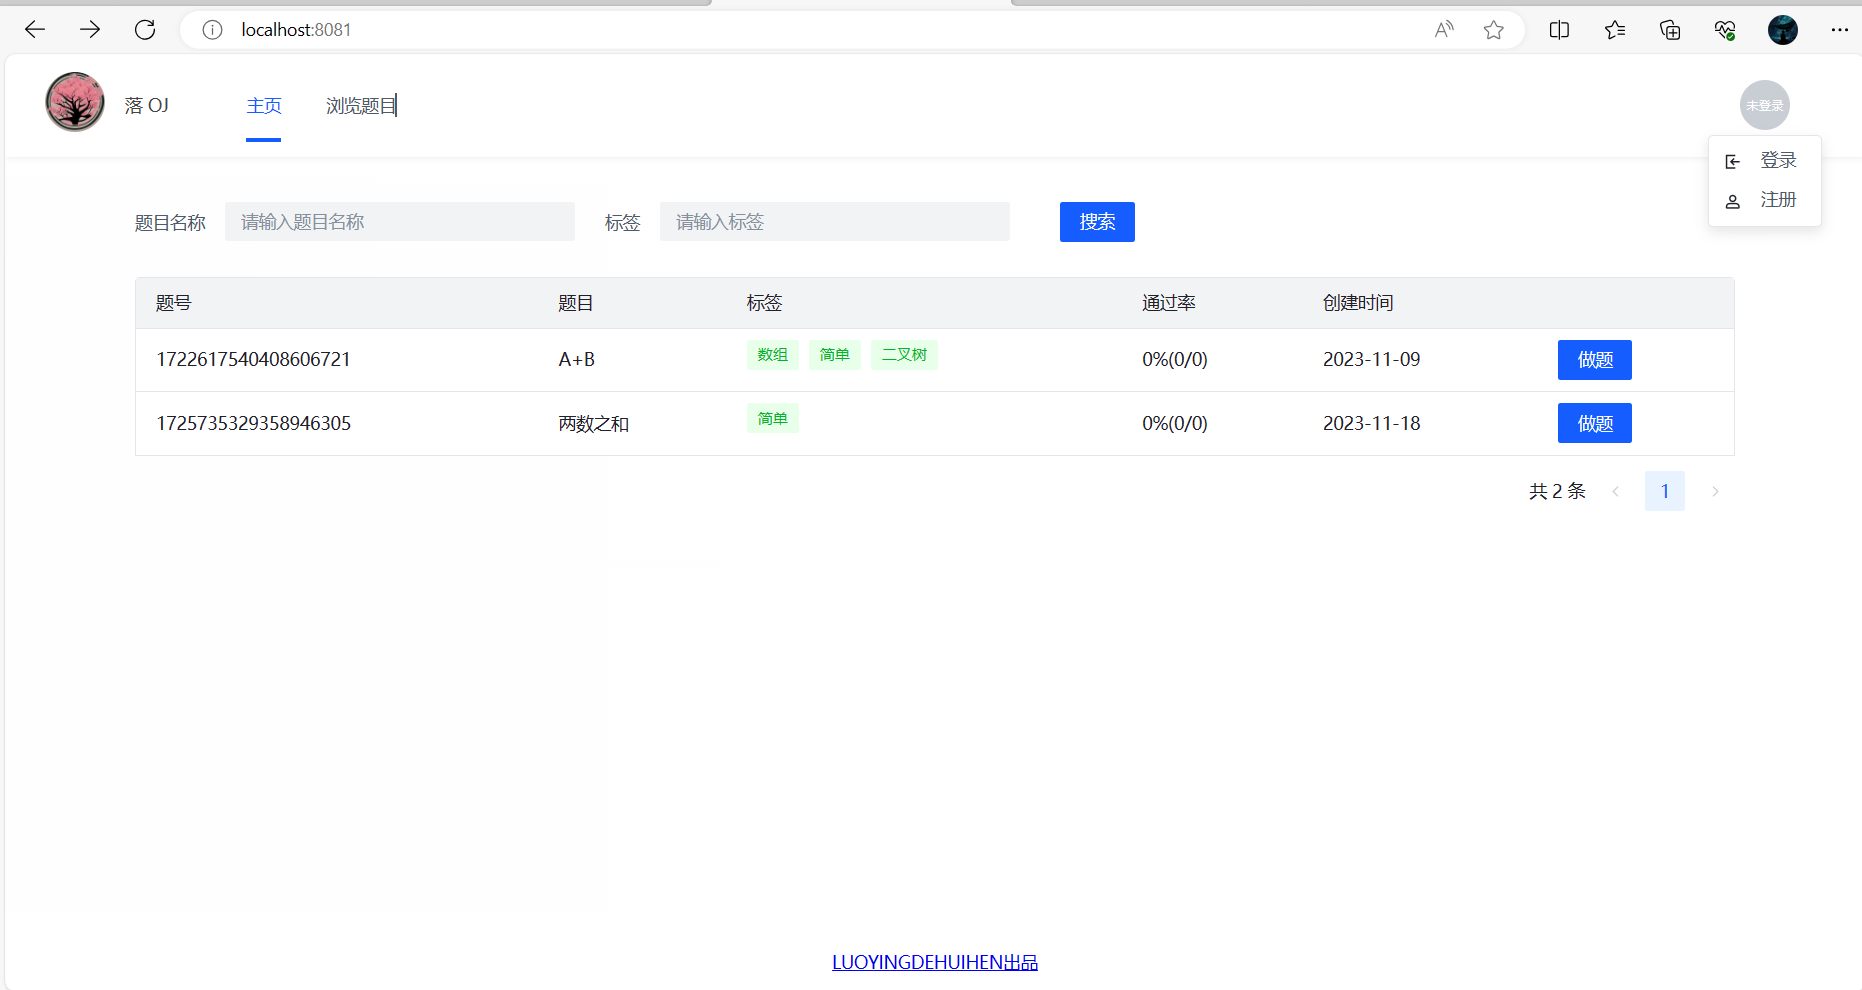 localhost:8081
落 OJ 主页 浏览题目 未登录
登录
注册
题目名称 请输入题目名称 标签 请输入标签 搜索
题号 题目 标签 通过率 创建时间
1722617540408606721 A+B 数组 简单 二叉树 0%(0/0) 2023-11-09 做题
1725735329358946305 两数之和 简单 0%(0/0) 2023-11-18 做题
共 2 条 1
LUOYINGDEHUIHEN出品